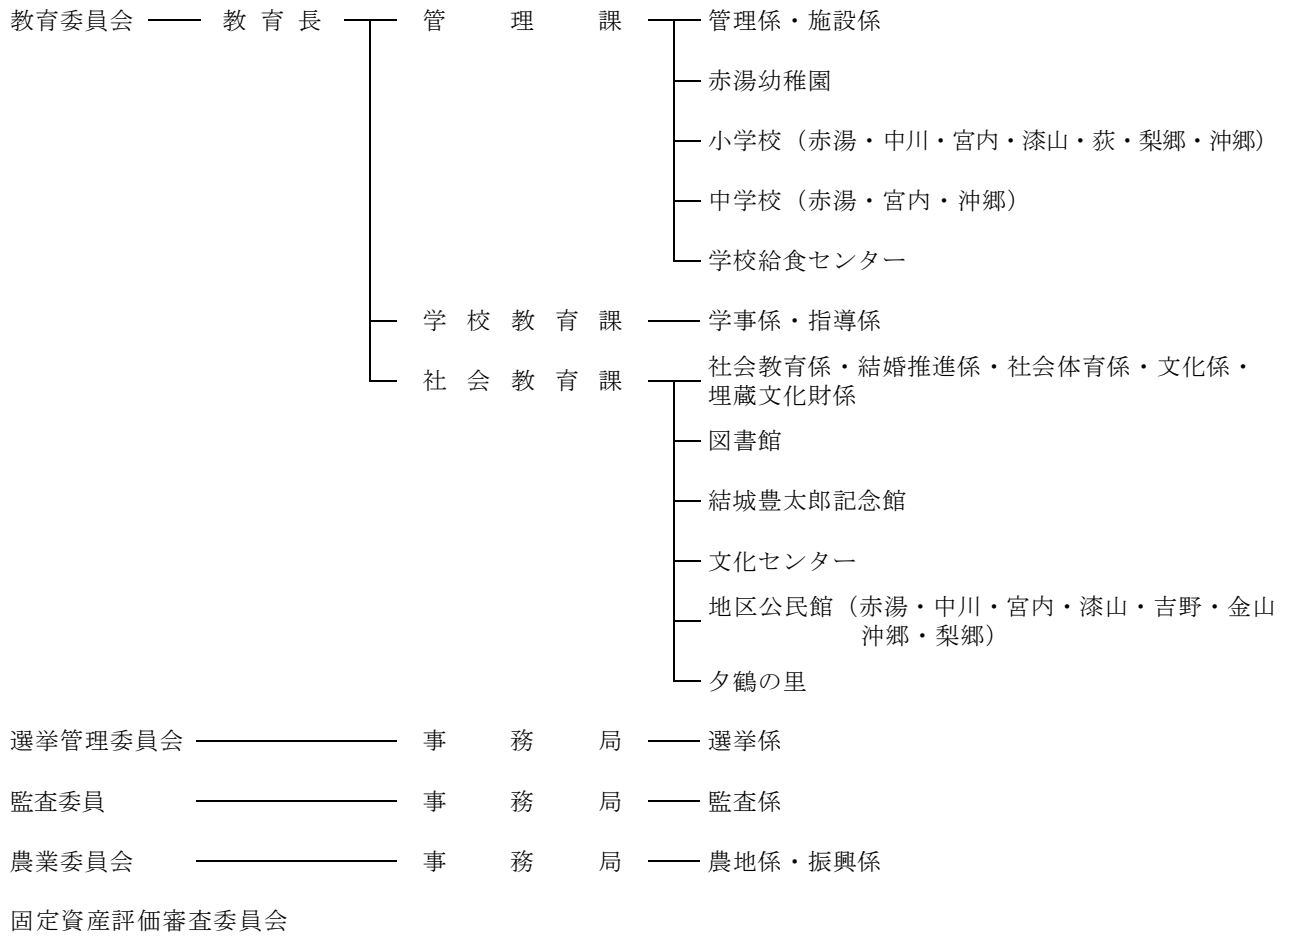 教育委員会 教育長 管理課 管理係・施設係
赤湯幼稚園
小学校（赤湯・中川・宮内・漆山・荻・梨郷・沖郷）
中学校（赤湯・宮内・沖郷）
学校給食センター
学校教育課 学事係・指導係
社会教育課 社会教育係・結婚推進係・社会体育係・文化係・
埋蔵文化財係
図書館
結城豊太郎記念館
文化センター
地区公民館（赤湯・中川・宮内・漆山・吉野・金山
沖郷・梨郷）
夕鶴の里
選挙管理委員会 事務局 選挙係
監査委員 事務局 監査係
農業委員会 事務局 農地係・振興係
固定資産評価審査委員会